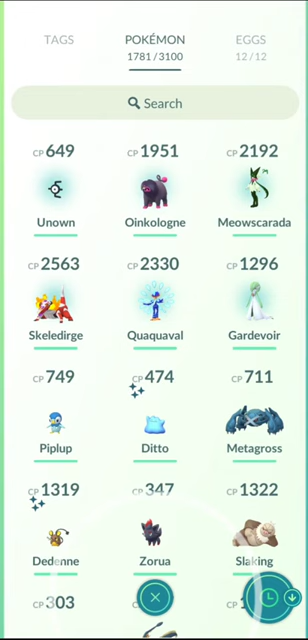 TAGS POKÉMON EGGS
1781 / 3100 12 / 12
Search
CP 649 CP 1951 CP 2192
Unown Oinkologne Meowscarada
CP 2563 CP 2330 CP 1296
Skeledirge Quaquaval Gardevoir
CP 749 CP 474 CP 711
Piplup Ditto Metagross
CP 1319 CP 347 CP 1322
Dedenne Zorua Slaking
CP 303 CP